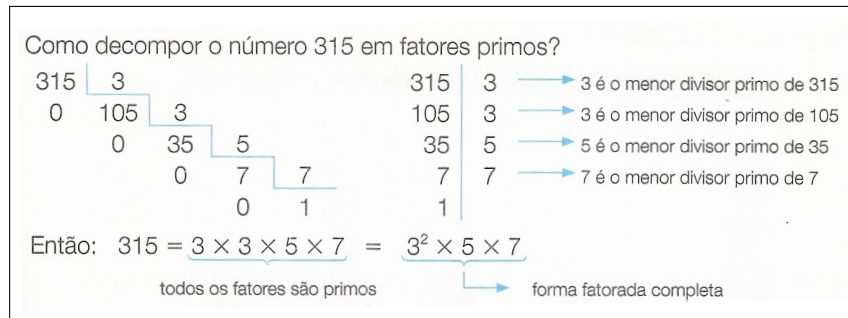 Como decompor o número 315 em fatores primos?
315 3
0 105 3
0 35 5
0 7 7
0 1
315 3 3 é o menor divisor primo de 315
105 3 3 é o menor divisor primo de 105
35 5 5 é o menor divisor primo de 35
7 7 7 é o menor divisor primo de 7
1
Então: 315 = 3 × 3 × 5 × 7 = 3² × 5 × 7
todos os fatores são primos
forma fatorada completa